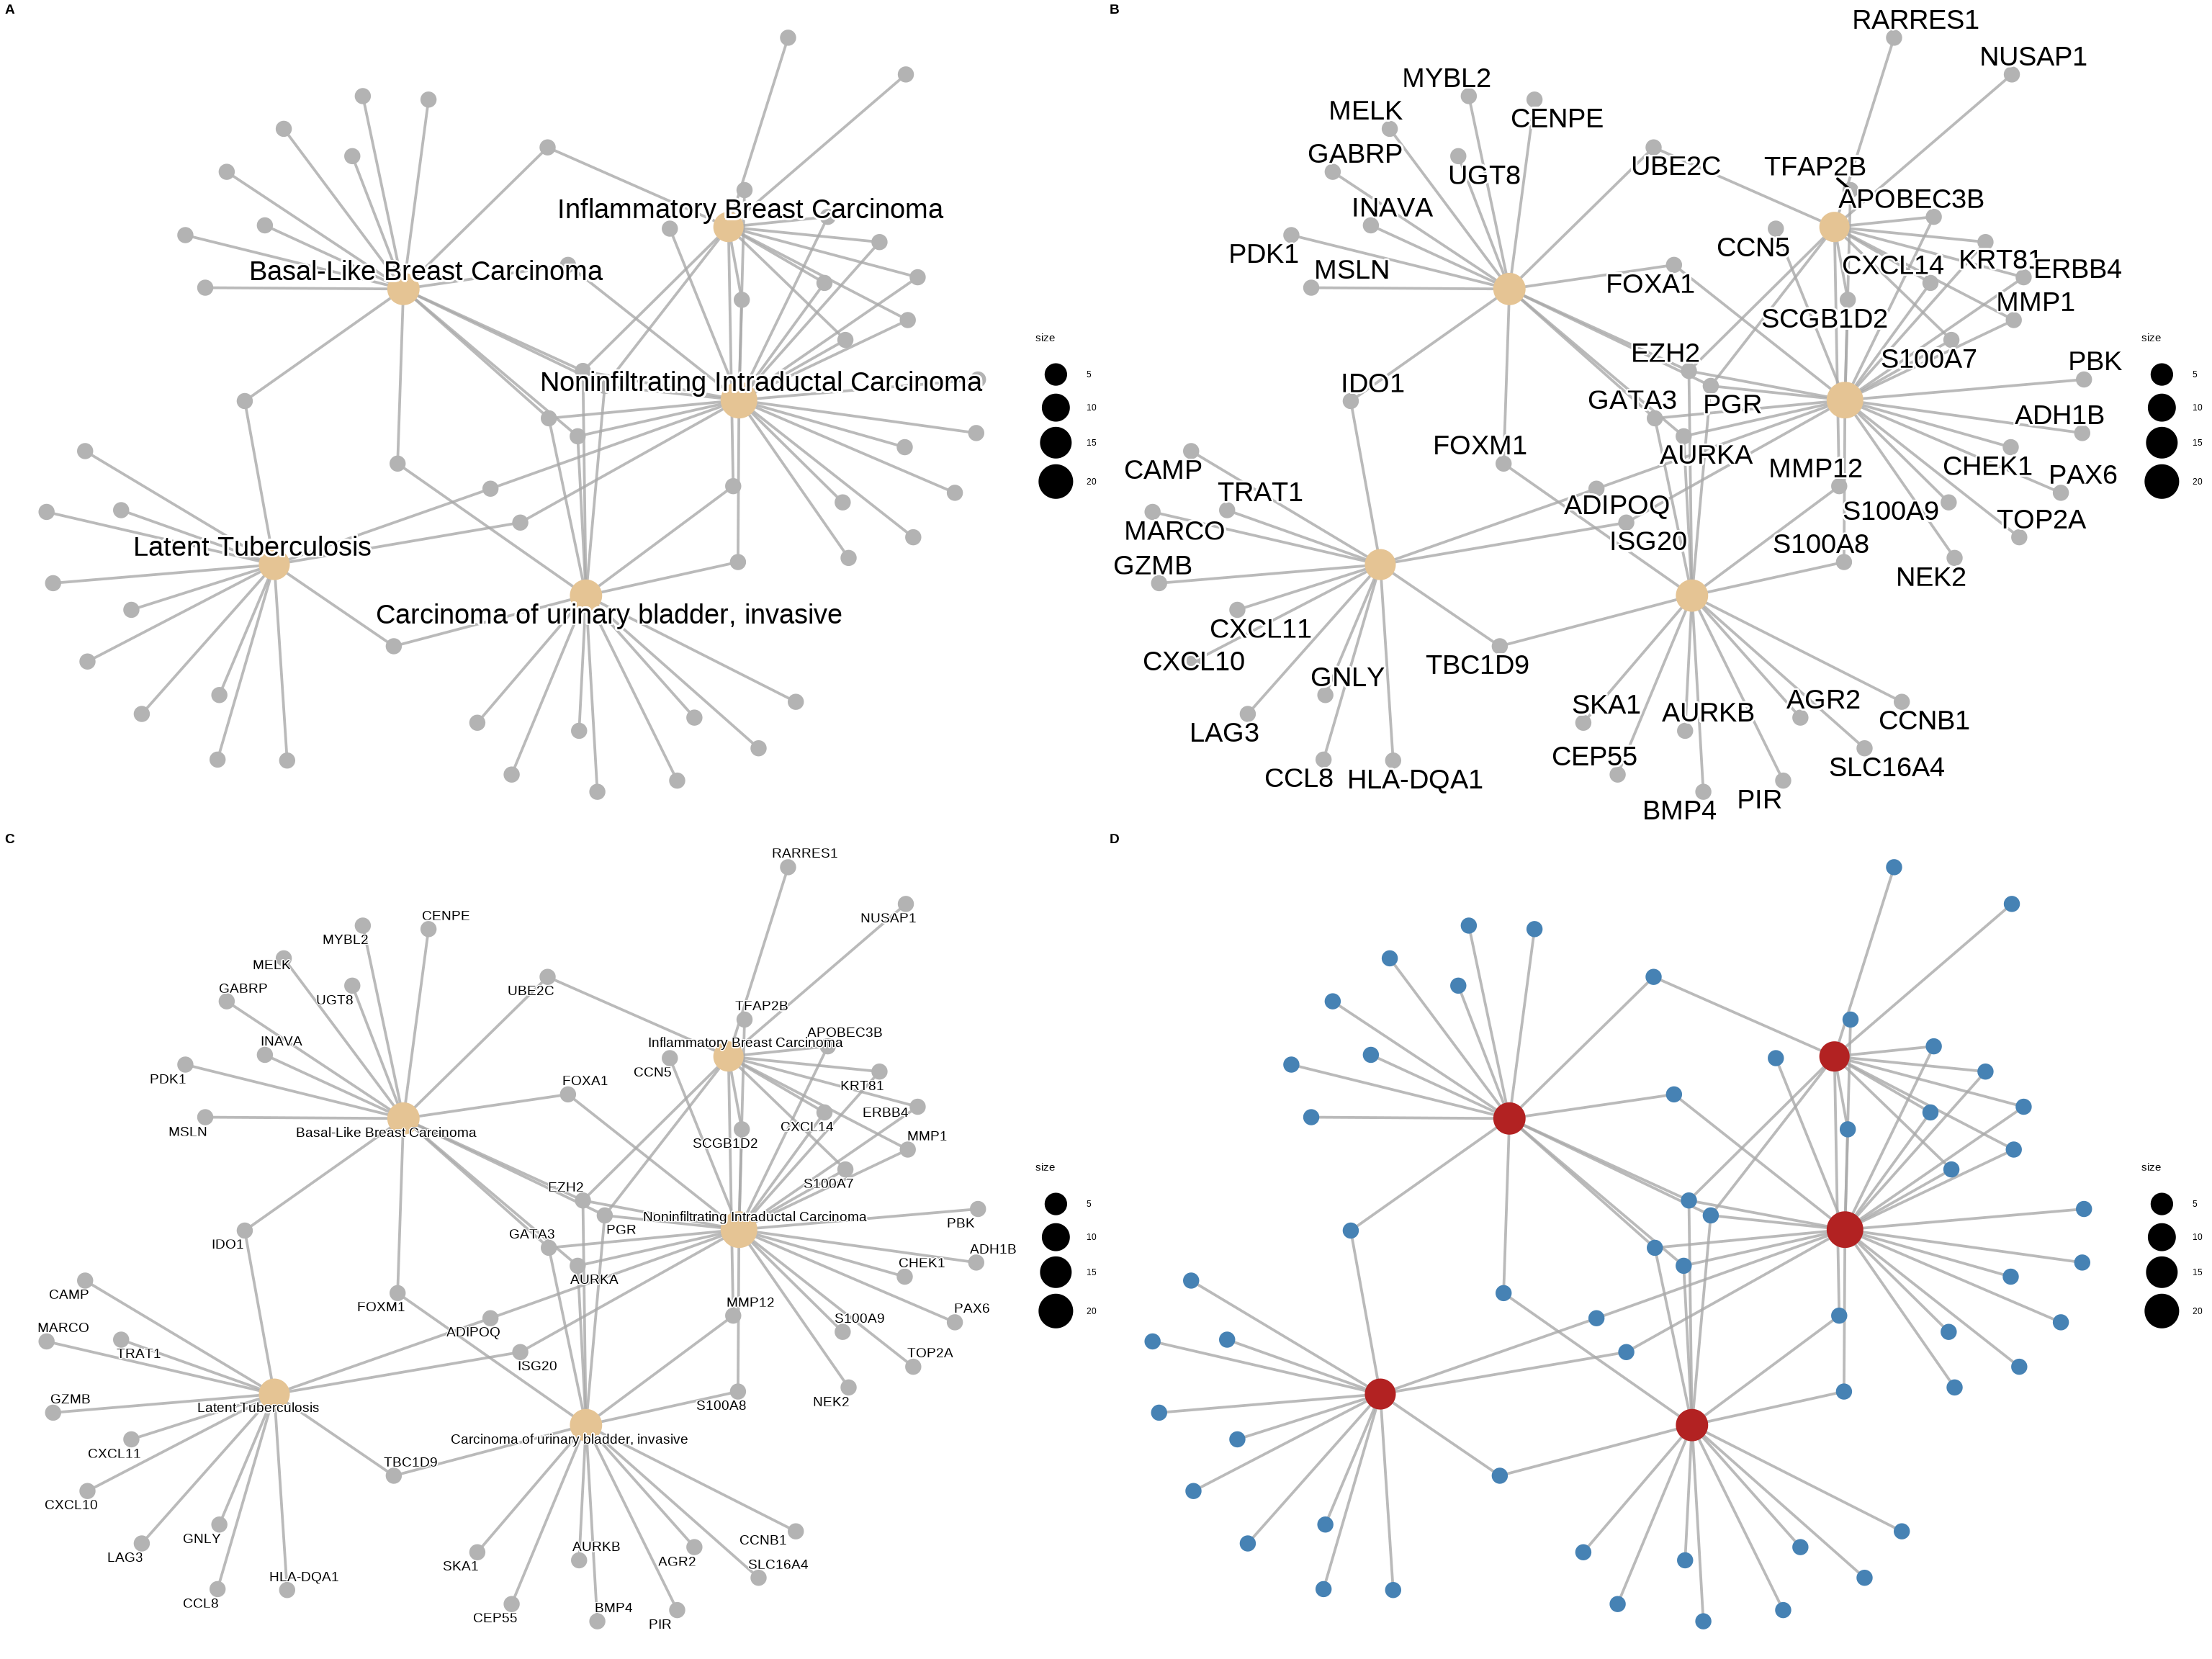 A
Inflammatory Breast Carcinoma
Basal-Like Breast Carcinoma
Noninfiltrating Intraductal Carcinoma
Latent Tuberculosis
Carcinoma of urinary bladder, invasive
size
5
10
15
20
B
RARRES1
NUSAP1
MYBL2
MELK
CENPE
GABRP
UGT8
UBE2C
TFAP2B
APOBEC3B
INAVA
PDK1
MSLN
CCN5
CXCL14
KRT81
ERBB4
FOXA1
MMP1
SCGB1D2
EZH2
S100A7
PBK
IDO1
GATA3
PGR
ADH1B
FOXM1
AURKA
MMP12
CHEK1
PAX6
CAMP
TRAT1
ADIPOQ
S100A9
TOP2A
MARCO
ISG20
S100A8
GZMB
NEK2
CXCL11
CXCL10
GNLY
TBC1D9
LAG3
SKA1
AURKB
AGR2
CCNB1
CEP55
SLC16A4
CCL8
HLA-DQA1
BMP4
PIR
size
5
10
15
20
C
RARRES1
NUSAP1
CENPE
MYBL2
MELK
GABRP
UGT8
UBE2C
TFAP2B
APOBEC3B
INAVA
Inflammatory Breast Carcinoma
CCN5
PDK1
FOXA1
KRT81
ERBB4
CXCL14
MSLN
Basal-Like Breast Carcinoma
SCGB1D2
MMP1
S100A7
EZH2
Noninfiltrating Intraductal Carcinoma
PBK
PGR
GATA3
IDO1
ADH1B
CHEK1
AURKA
CAMP
FOXM1
MMP12
PAX6
S100A9
MARCO
ADIPOQ
TRAT1
ISG20
TOP2A
GZMB
Latent Tuberculosis
S100A8
NEK2
Carcinoma of urinary bladder, invasive
CXCL11
TBC1D9
CXCL10
GNLY
LAG3
AURKB
CCNB1
SKA1
AGR2
SLC16A4
HLA-DQA1
CCL8
BMP4
CEP55
PIR
size
5
10
15
20
D
size
5
10
15
20